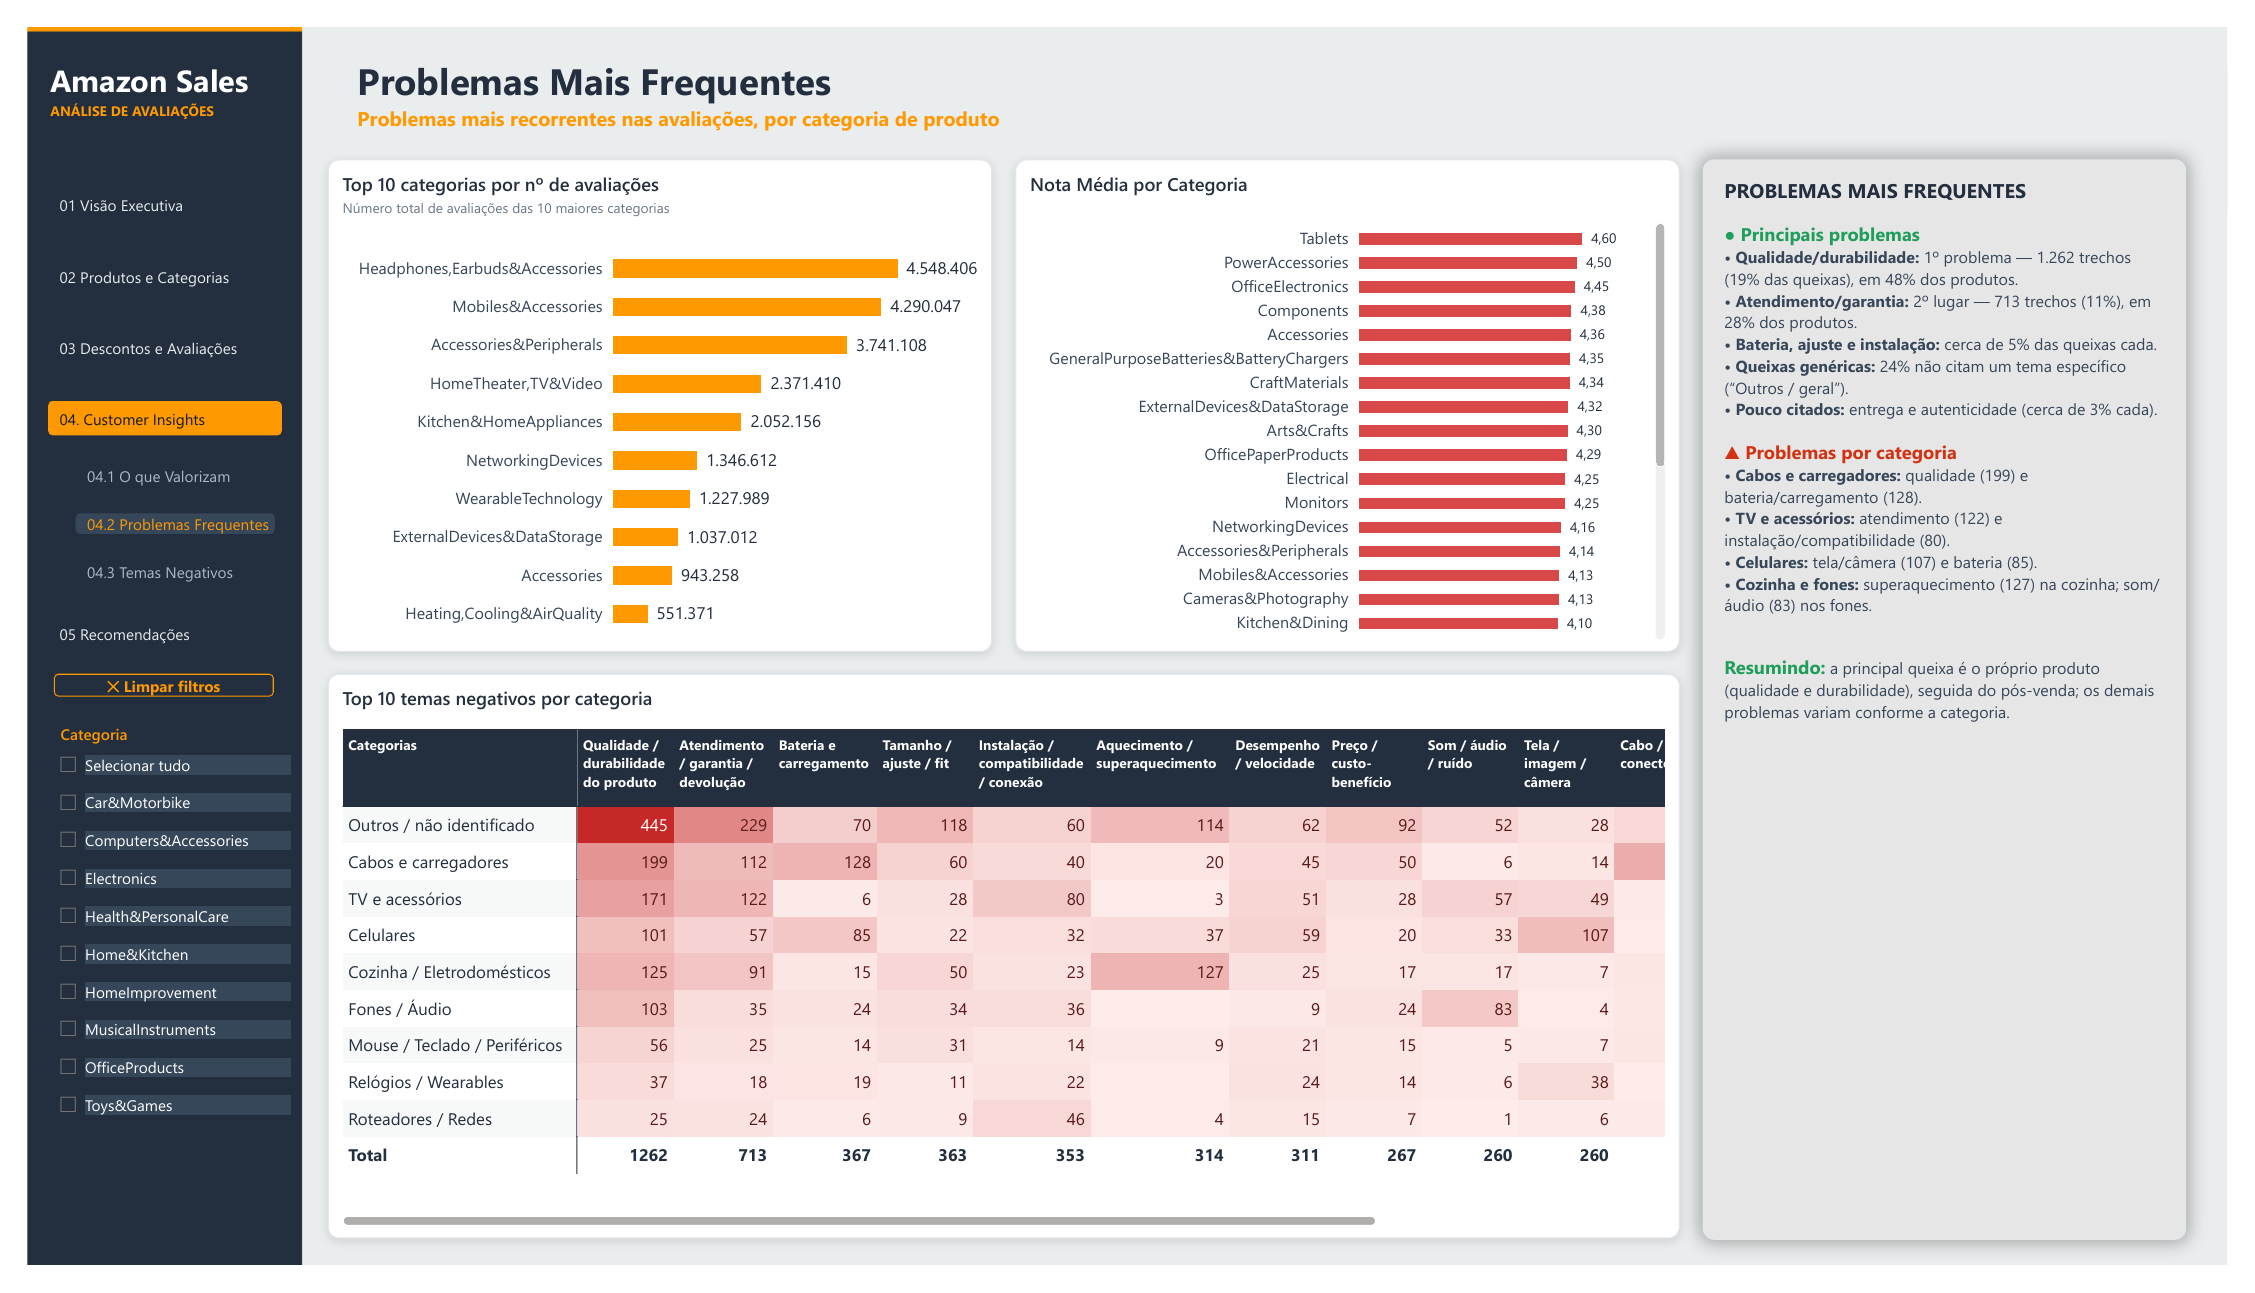 Amazon Sales
ANÁLISE DE AVALIAÇÕES
01 Visão Executiva
02 Produtos e Categorias
03 Descontos e Avaliações
04. Customer Insights
04.1 O que Valorizam
04.2 Problemas Frequentes
04.3 Temas Negativos
05 Recomendações
✕ Limpar filtros
Categoria
Selecionar tudo
Car&Motorbike
Computers&Accessories
Electronics
Health&PersonalCare
Home&Kitchen
HomeImprovement
MusicalInstruments
OfficeProducts
Toys&Games
Problemas Mais Frequentes
Problemas mais recorrentes nas avaliações, por categoria de produto
Top 10 categorias por nº de avaliações
Número total de avaliações das 10 maiores categorias
Headphones,Earbuds&Accessories 4.548.406
Mobiles&Accessories 4.290.047
Accessories&Peripherals 3.741.108
HomeTheater,TV&Video 2.371.410
Kitchen&HomeAppliances 2.052.156
NetworkingDevices 1.346.612
WearableTechnology 1.227.989
ExternalDevices&DataStorage 1.037.012
Accessories 943.258
Heating,Cooling&AirQuality 551.371
Nota Média por Categoria
Tablets 4,60
PowerAccessories 4,50
OfficeElectronics 4,45
Components 4,38
Accessories 4,36
GeneralPurposeBatteries&BatteryChargers 4,35
CraftMaterials 4,34
ExternalDevices&DataStorage 4,32
Arts&Crafts 4,30
OfficePaperProducts 4,29
Electrical 4,25
Monitors 4,25
NetworkingDevices 4,16
Accessories&Peripherals 4,14
Mobiles&Accessories 4,13
Cameras&Photography 4,13
Kitchen&Dining 4,10
Top 10 temas negativos por categoria
Categorias
Qualidade /
durabilidade
do produto
Atendimento
/ garantia /
devolução
Bateria e
carregamento
Tamanho /
ajuste / fit
Instalação /
compatibilidade
/ conexão
Aquecimento /
superaquecimento
Desempenho
/ velocidade
Preço /
custo-
benefício
Som / áudio
/ ruído
Tela /
imagem /
câmera
Cabo /
Outros / não identificado 445 229 70 118 60 114 62 92 52 28
Cabos e carregadores 199 112 128 60 40 20 45 50 6 14
TV e acessórios 171 122 6 28 80 3 51 28 57 49
Celulares 101 57 85 22 32 37 59 20 33 107
Cozinha / Eletrodomésticos 125 91 15 50 23 127 25 17 17 7
Fones / Áudio 103 35 24 34 36 9 24 83 4
Mouse / Teclado / Periféricos 56 25 14 31 14 9 21 15 5 7
Relógios / Wearables 37 18 19 11 22 24 14 6 38
Roteadores / Redes 25 24 6 9 46 4 15 7 1 6
Total 1262 713 367 363 353 314 311 267 260 260
PROBLEMAS MAIS FREQUENTES
● Principais problemas
• Qualidade/durabilidade: 1º problema — 1.262 trechos
(19% das queixas), em 48% dos produtos.
• Atendimento/garantia: 2º lugar — 713 trechos (11%), em
28% dos produtos.
• Bateria, ajuste e instalação: cerca de 5% das queixas cada.
• Queixas genéricas: 24% não citam um tema específico
(“Outros / geral”).
• Pouco citados: entrega e autenticidade (cerca de 3% cada).
▲ Problemas por categoria
• Cabos e carregadores: qualidade (199) e
bateria/carregamento (128).
• TV e acessórios: atendimento (122) e
instalação/compatibilidade (80).
• Celulares: tela/câmera (107) e bateria (85).
• Cozinha e fones: superaquecimento (127) na cozinha; som/
áudio (83) nos fones.
Resumindo: a principal queixa é o próprio produto
(qualidade e durabilidade), seguida do pós-venda; os demais
problemas variam conforme a categoria.